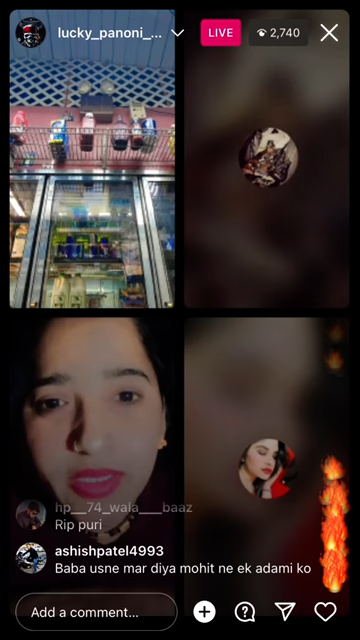 lucky_panoni_...
LIVE
2,740
hp__74_wala___baaz
Rip puri
ashishpatel4993
Baba usne mar diya mohit ne ek adami ko
Add a comment...